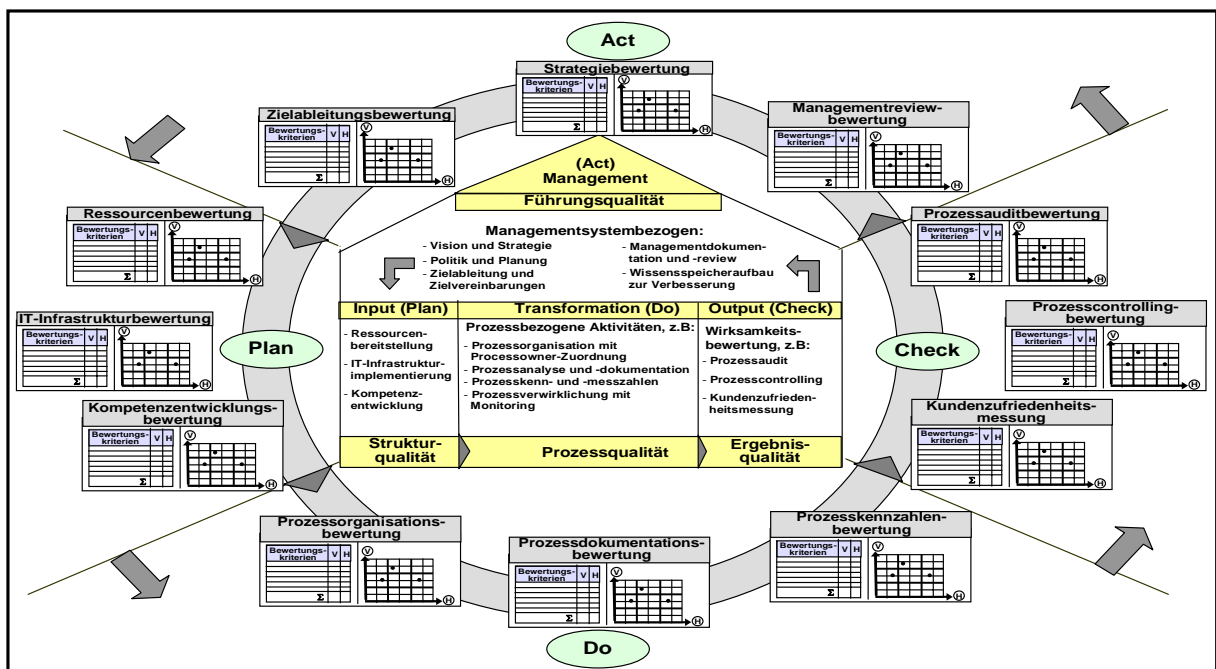 Act
Strategiebewertung
Bewertungs-
kriterien
V H
Σ
V
H
Zielableitungsbewertung
Bewertungs-
kriterien
V H
Σ
V
H
Managementreview-
bewertung
Bewertungs-
kriterien
V H
Σ
V
H
(Act)
Management
Führungsqualität
Ressourcenbewertung
Bewertungs-
kriterien
V H
Σ
V
H
Prozessauditbewertung
Bewertungs-
kriterien
V H
Σ
V
H
Managementsystembezogen:
- Vision und Strategie
- Politik und Planung
- Zielableitung und
Zielvereinbarungen
- Managementdokumen-
tation und -review
- Wissensspeicheraufbau
zur Verbesserung
IT-Infrastrukturbewertung
Bewertungs-
kriterien
V H
Σ
V
H
Plan
Input (Plan)
- Ressourcen-
bereitstellung
- IT-Infrastruktur-
implementierung
- Kompetenz-
entwicklung
Struktur-
qualität
Transformation (Do)
Prozessbezogene Aktivitäten, z.B:
- Prozessorganisation mit
Processowner-Zuordnung
- Prozessanalyse und -dokumentation
- Prozesskenn- und -messzahlen
- Prozessverwirklichung mit
Monitoring
Prozessqualität
Output (Check)
Wirksamkeits-
bewertung, z.B:
- Prozessaudit
- Prozesscontrolling
- Kundenzufrieden-
heitsmessung
Ergebnis-
qualität
Check
Prozesscontrolling-
bewertung
Bewertungs-
kriterien
V H
Σ
V
H
Kompetenzentwicklungs-
bewertung
Bewertungs-
kriterien
V H
Σ
V
H
Kundenzufriedenheits-
messung
Bewertungs-
kriterien
V H
Σ
V
H
Prozessorganisations-
bewertung
Bewertungs-
kriterien
V H
Σ
V
H
Prozessdokumentations-
bewertung
Bewertungs-
kriterien
V H
Σ
V
H
Prozesskennzahlen-
bewertung
Bewertungs-
kriterien
V H
Σ
V
H
Do